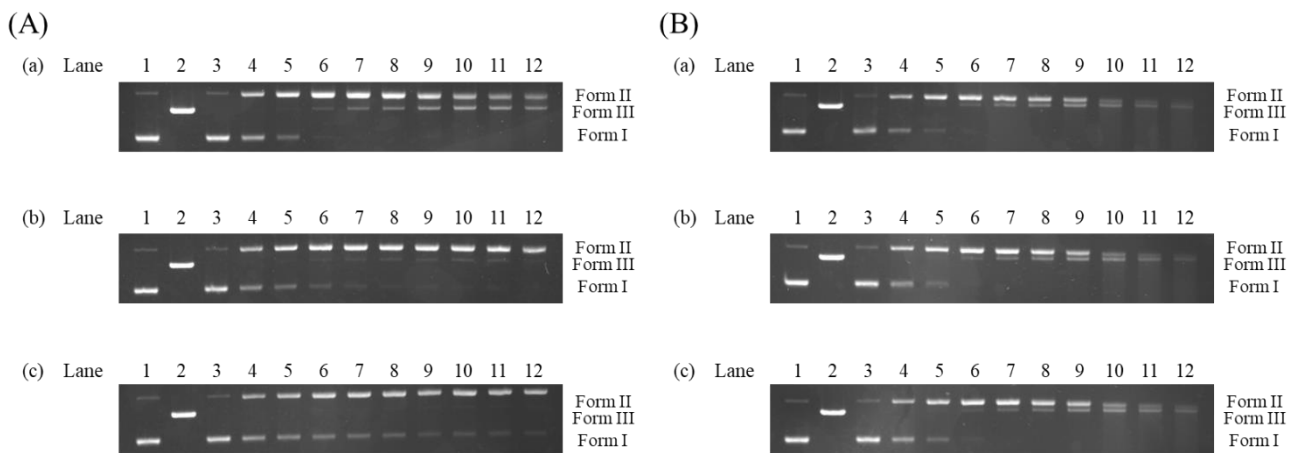 (A)
(a) Lane 1 2 3 4 5 6 7 8 9 10 11 12
Form II
Form III
Form I
(b) Lane 1 2 3 4 5 6 7 8 9 10 11 12
Form II
Form III
Form I
(c) Lane 1 2 3 4 5 6 7 8 9 10 11 12
Form II
Form III
Form I
(B)
(a) Lane 1 2 3 4 5 6 7 8 9 10 11 12
Form II
Form III
Form I
(b) Lane 1 2 3 4 5 6 7 8 9 10 11 12
Form II
Form III
Form I
(c) Lane 1 2 3 4 5 6 7 8 9 10 11 12
Form II
Form III
Form I